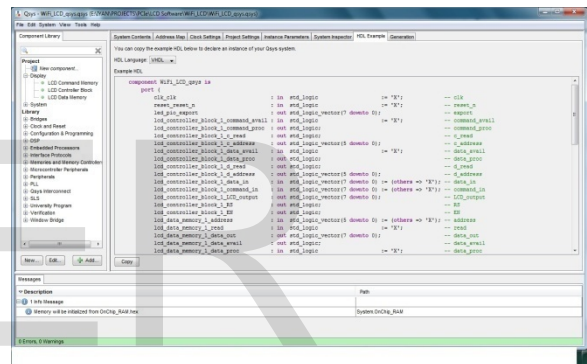 Qsys - WiFi_LCD_qsys.qsys
File Edit System View Tools Help
Component Library
Project
New component...
Display
LCD Command Memory
LCD Controller Block
LCD Data Memory
System
Library
Bridges
Clock and Reset
Configuration & Programming
DSP
Embedded Processors
Interface Protocols
Memories and Memory Controllers
Microcontroller Peripherals
Peripherals
PLL
Qsys Interconnect
SLS
University Program
Verification
Window Bridge
New... Edit... Add...
System Contents Address Map Clock Settings Project Settings Instance Parameters System Inspector HDL Example Generation
You can copy the example HDL below to declare an instance of your Qsys system.
HDL Language: VHDL
Example HDL
component WiFi_LCD_qsys is
port (
clk_clk : in std_logic := 'X'; -- clk
reset_reset_n : in std_logic := 'X'; -- reset_n
led_pio_export : out std_logic_vector(7 downto 0); -- export
lcd_controller_block_1_command_avail : in std_logic := 'X'; -- command_avail
lcd_controller_block_1_command_proc : out std_logic; -- command_proc
lcd_controller_block_1_c_read : out std_logic; -- c_read
lcd_controller_block_1_c_address : out std_logic_vector(5 downto 0); -- c_address
lcd_controller_block_1_data_avail : in std_logic := 'X'; -- data_avail
lcd_controller_block_1_data_proc : out std_logic; -- data_proc
lcd_controller_block_1_d_read : out std_logic; -- d_read
lcd_controller_block_1_d_address : out std_logic_vector(5 downto 0); -- d_address
lcd_controller_block_1_data_in : in std_logic_vector(7 downto 0) := (others => 'X'); -- data_in
lcd_controller_block_1_command_in : in std_logic_vector(7 downto 0) := (others => 'X'); -- command_in
lcd_controller_block_1_LCD_output : out std_logic_vector(7 downto 0); -- LCD_output
lcd_controller_block_1_RS : out std_logic; -- RS
lcd_controller_block_1_EN : out std_logic; -- EN
lcd_data_memory_1_address : in std_logic_vector(5 downto 0) := (others => 'X'); -- address
lcd_data_memory_1_read : in std_logic := 'X'; -- read
lcd_data_memory_1_data_out : out std_logic_vector(7 downto 0); -- data_out
lcd_data_memory_1_data_avail : out std_logic; -- data_avail
lcd_data_memory_1_data_proc : in std_logic := 'X'; -- data_proc
Copy
Messages
Description Path
1 Info Message
Memory will be initialized from OnChip_RAM.hex System.OnChip_RAM
0 Errors, 0 Warnings